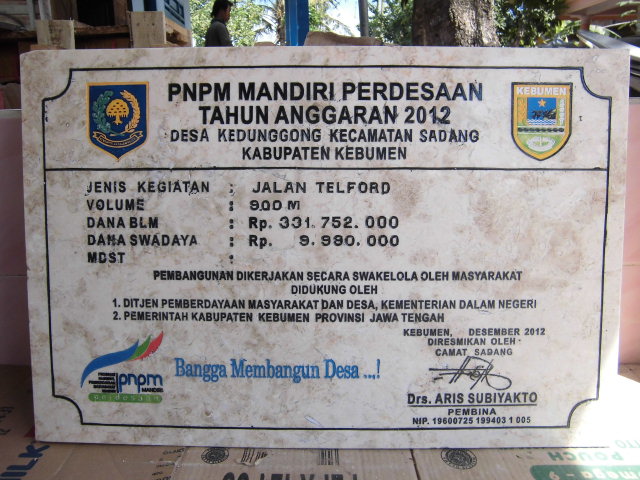 PNPM MANDIRI PERDESAAN
TAHUN ANGGARAN 2012
DESA KEDUNGGONG KECAMATAN SADANG
KABUPATEN KEBUMEN
KEBUMEN
JENIS KEGIATAN : JALAN TELFORD
VOLUME : 900 M
DANA BLM : Rp. 331.752.000
DANA SWADAYA : Rp. 9.990.000
MDST :
PEMBANGUNAN DIKERJAKAN SECARA SWAKELOLA OLEH MASYARAKAT
DIDUKUNG OLEH
1. DITJEN PEMBERDAYAAN MASYARAKAT DAN DESA, KEMENTERIAN DALAM NEGERI
2. PEMERINTAH KABUPATEN KEBUMEN PROVINSI JAWA TENGAH
KEBUMEN, DESEMBER 2012
DIRESMIKAN OLEH :
CAMAT SADANG
pnpm
MANDIRI
perdesaan
Bangga Membangun Desa ...!
Drs. ARIS SUBIYAKTO
PEMBINA
NIP. 19600725 199403 1 005
MILK
POUCH